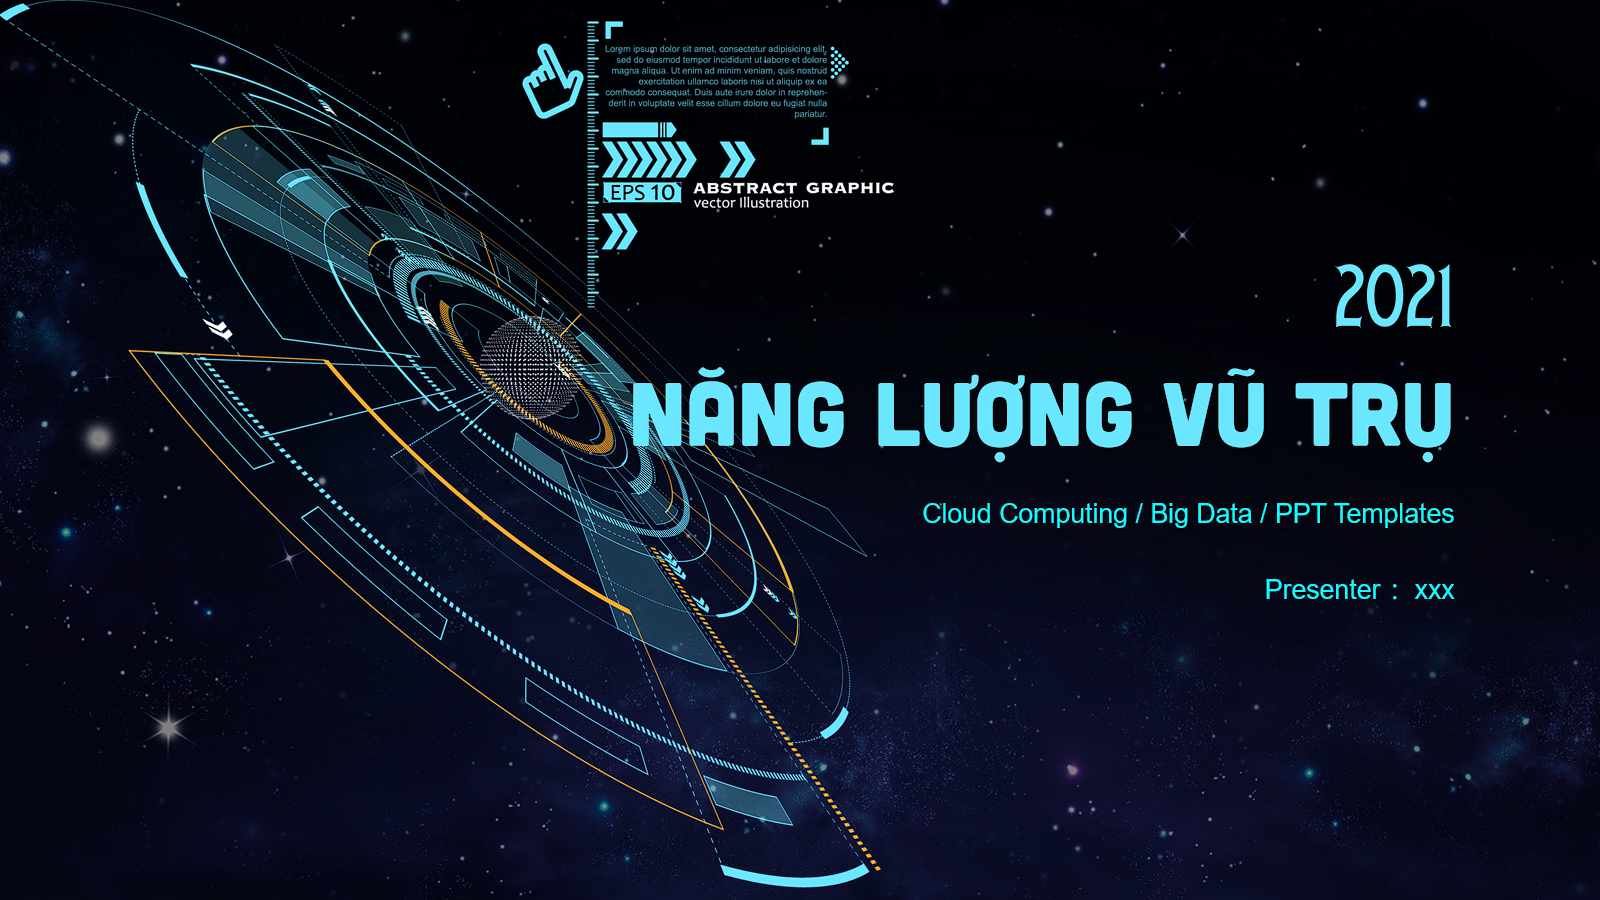 Lorem ipsum dolor sit amet, consectetur adipisicing elit,
sed do eiusmod tempor incididunt ut labore et dolore
magna aliqua. Ut enim ad minim veniam, quis nostrud
exercitation ullamco laboris nisi ut aliquip ex ea
commodo consequat. Duis aute irure dolor in reprehen-
derit in voluptate velit esse cillum dolore eu fugiat nulla
pariatur.
EPS 10 ABSTRACT GRAPHIC
vector Illustration
2021
NĂNG LƯỢNG VŨ TRỤ
Cloud Computing / Big Data / PPT Templates
Presenter： xxx